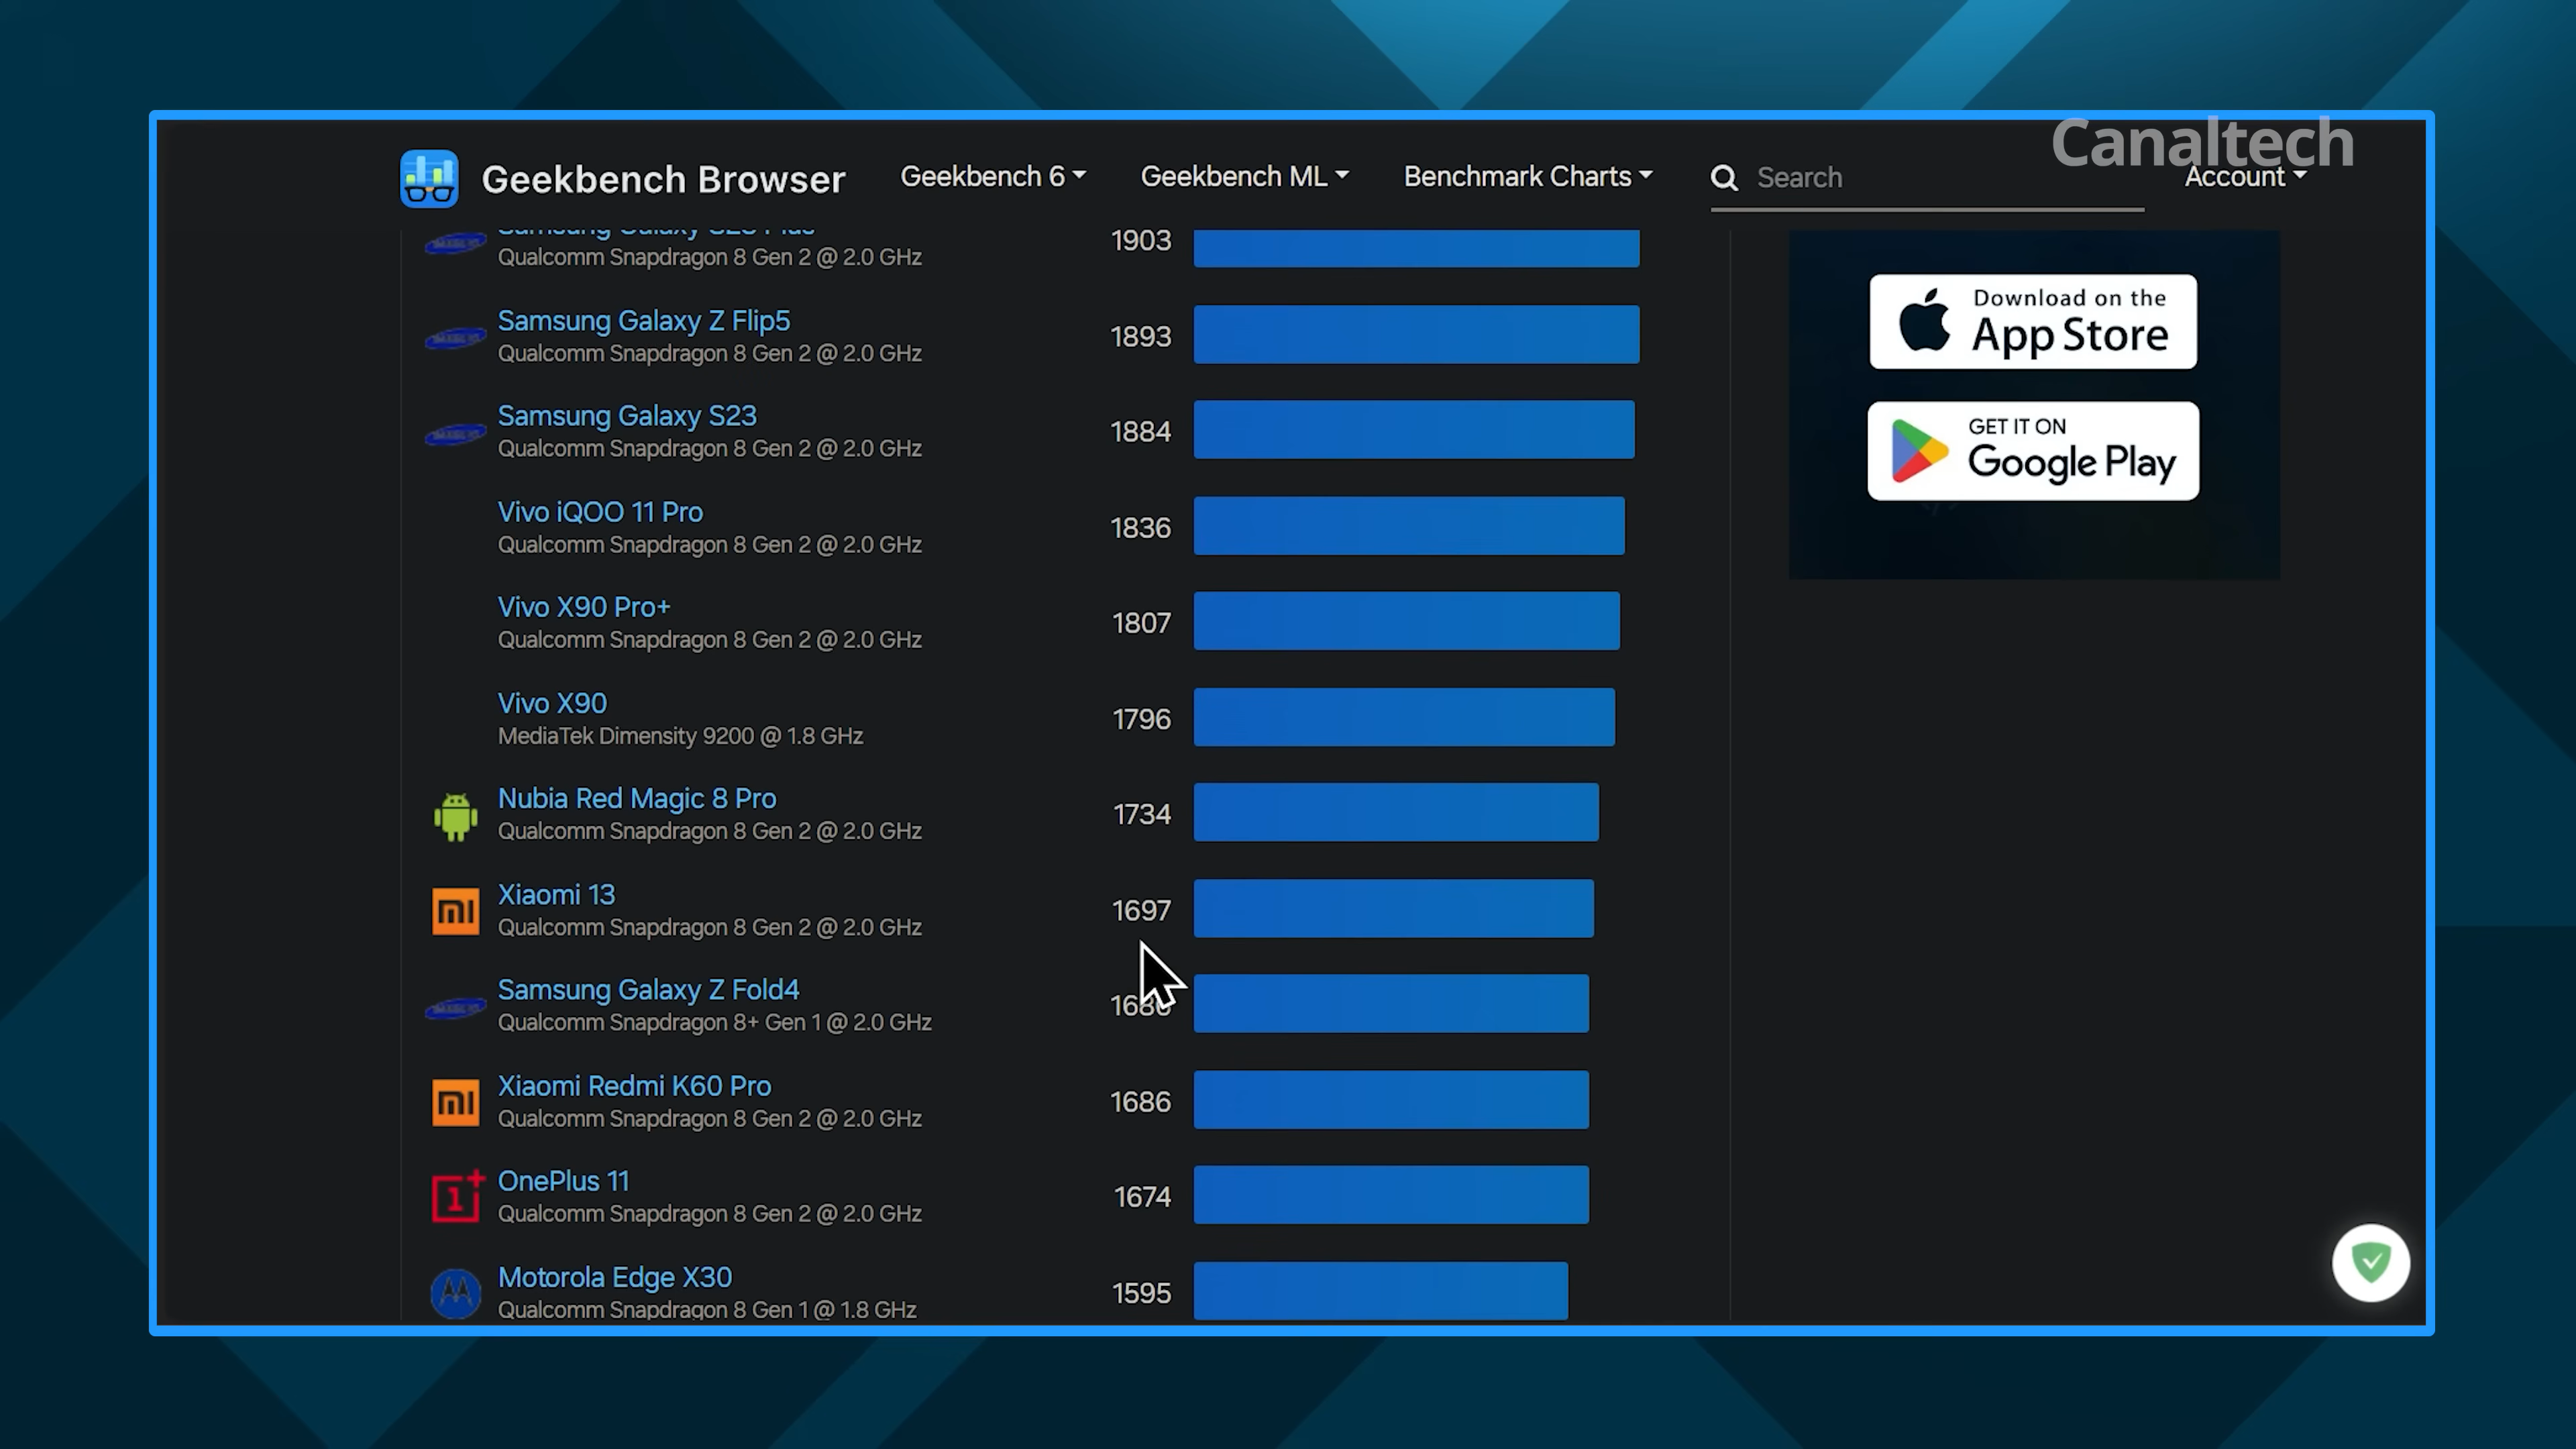 Canaltech
Geekbench Browser
Geekbench 6
Geekbench ML
Benchmark Charts
Search
Account
1903
Qualcomm Snapdragon 8 Gen 2 @ 2.0 GHz
Samsung Galaxy Z Flip5
1893
Qualcomm Snapdragon 8 Gen 2 @ 2.0 GHz
Samsung Galaxy S23
1884
Qualcomm Snapdragon 8 Gen 2 @ 2.0 GHz
Vivo iQOO 11 Pro
1836
Qualcomm Snapdragon 8 Gen 2 @ 2.0 GHz
Vivo X90 Pro+
1807
Qualcomm Snapdragon 8 Gen 2 @ 2.0 GHz
Vivo X90
1796
MediaTek Dimensity 9200 @ 1.8 GHz
Nubia Red Magic 8 Pro
1734
Qualcomm Snapdragon 8 Gen 2 @ 2.0 GHz
Xiaomi 13
1697
Qualcomm Snapdragon 8 Gen 2 @ 2.0 GHz
Samsung Galaxy Z Fold4
Qualcomm Snapdragon 8+ Gen 1 @ 2.0 GHz
Xiaomi Redmi K60 Pro
1686
Qualcomm Snapdragon 8 Gen 2 @ 2.0 GHz
OnePlus 11
1674
Qualcomm Snapdragon 8 Gen 2 @ 2.0 GHz
Motorola Edge X30
1595
Qualcomm Snapdragon 8 Gen 1 @ 1.8 GHz
Download on the
App Store
GET IT ON
Google Play